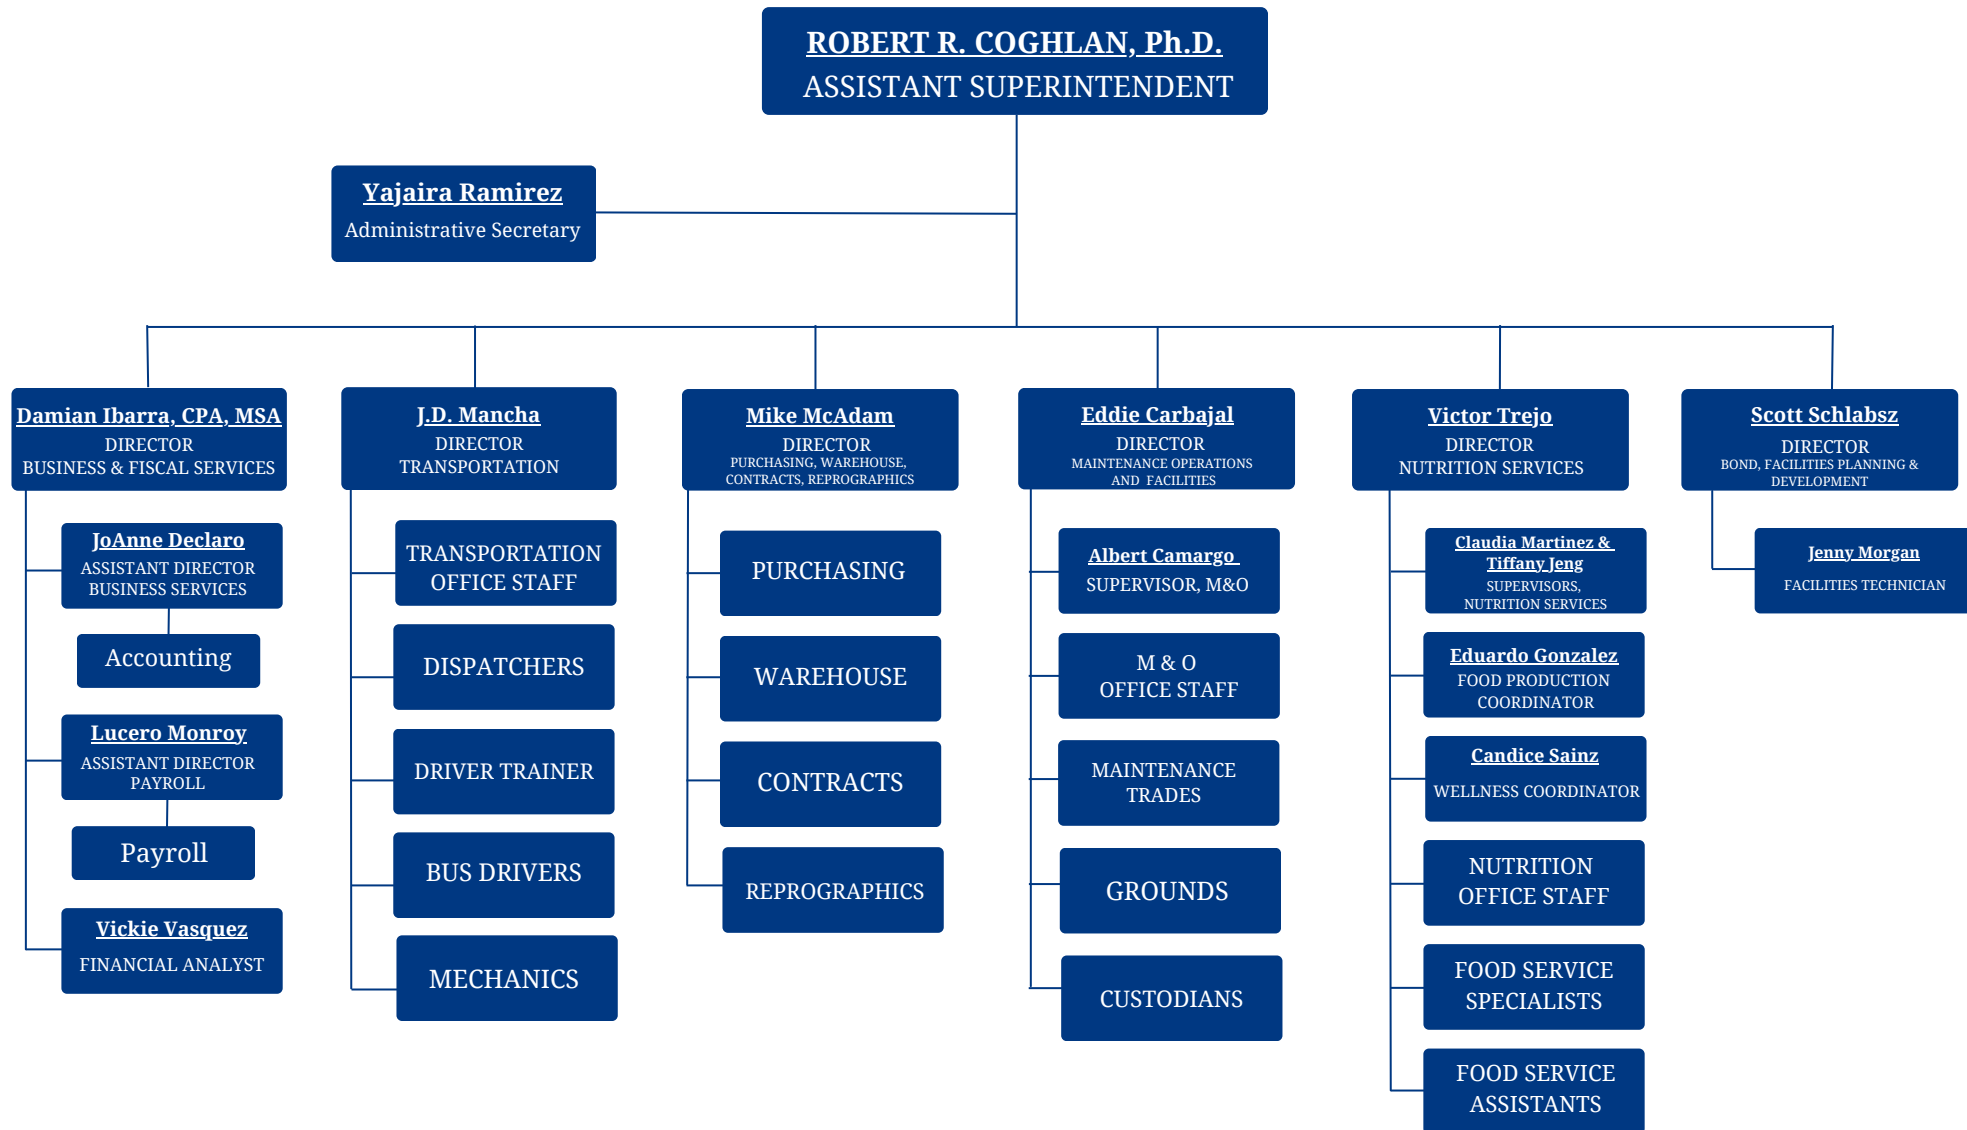 ROBERT R. COGHLAN, Ph.D.
ASSISTANT SUPERINTENDENT
Yajaira Ramirez
Administrative Secretary
Damian Ibarra, CPA, MSA
DIRECTOR
BUSINESS & FISCAL SERVICES
JoAnne Declaro
ASSISTANT DIRECTOR
BUSINESS SERVICES
Accounting
Lucero Monroy
ASSISTANT DIRECTOR
PAYROLL
Payroll
Vickie Vasquez
FINANCIAL ANALYST
J.D. Mancha
DIRECTOR
TRANSPORTATION
TRANSPORTATION
OFFICE STAFF
DISPATCHERS
DRIVER TRAINER
BUS DRIVERS
MECHANICS
Mike McAdam
DIRECTOR
PURCHASING, WAREHOUSE,
CONTRACTS, REPROGRAPHICS
PURCHASING
WAREHOUSE
CONTRACTS
REPROGRAPHICS
Eddie Carbajal
DIRECTOR
MAINTENANCE OPERATIONS
AND FACILITIES
Albert Camargo
SUPERVISOR, M&O
M & O
OFFICE STAFF
MAINTENANCE
TRADES
GROUNDS
CUSTODIANS
Victor Trejo
DIRECTOR
NUTRITION SERVICES
Claudia Martinez &
Tiffany Jeng
SUPERVISORS,
NUTRITION SERVICES
Eduardo Gonzalez
FOOD PRODUCTION
COORDINATOR
Candice Sainz
WELLNESS COORDINATOR
NUTRITION
OFFICE STAFF
FOOD SERVICE
SPECIALISTS
FOOD SERVICE
ASSISTANTS
Scott Schlabsz
DIRECTOR
BOND, FACILITIES PLANNING &
DEVELOPMENT
Jenny Morgan
FACILITIES TECHNICIAN